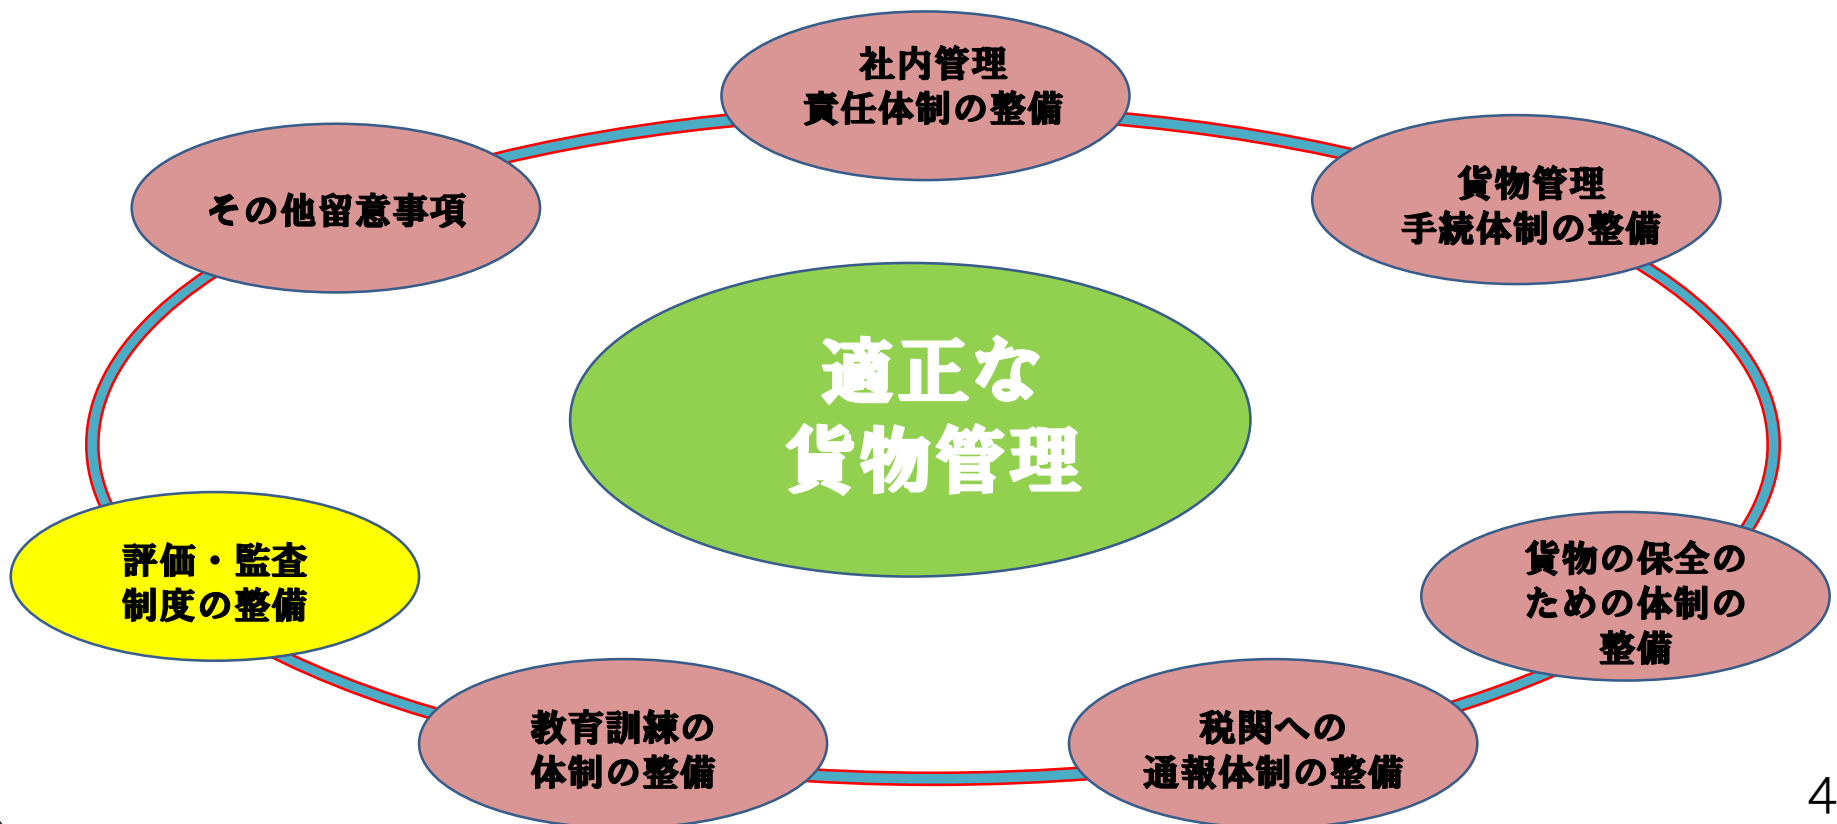 社内管理
責任体制の整備
貨物管理
手続体制の整備
その他留意事項
適正な
貨物管理
評価・監査
制度の整備
貨物の保全の
ための体制の
整備
教育訓練の
体制の整備
税関への
通報体制の整備
4